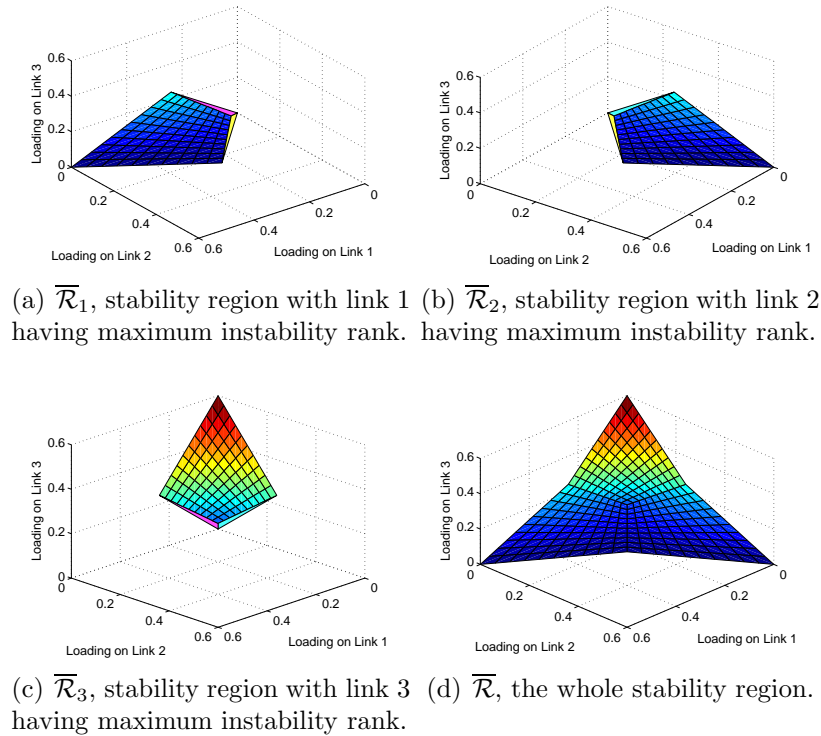 0.6
0.4
0.2
0
Loading on Link 3
0
0.2
0.4
0.6
Loading on Link 2
0.6
0.4
0.2
0
Loading on Link 1
(a) R̅₁, stability region with link 1
having maximum instability rank.
0.6
0.4
0.2
0
Loading on Link 3
0
0.2
0.4
0.6
Loading on Link 2
0.6
0.4
0.2
0
Loading on Link 1
(b) R̅₂, stability region with link 2
having maximum instability rank.
0.6
0.4
0.2
0
Loading on Link 3
0
0.2
0.4
0.6
Loading on Link 2
0.6
0.4
0.2
0
Loading on Link 1
(c) R̅₃, stability region with link 3
having maximum instability rank.
0.6
0.4
0.2
0
Loading on Link 3
0
0.2
0.4
0.6
Loading on Link 2
0.6
0.4
0.2
0
Loading on Link 1
(d) R̅, the whole stability region.